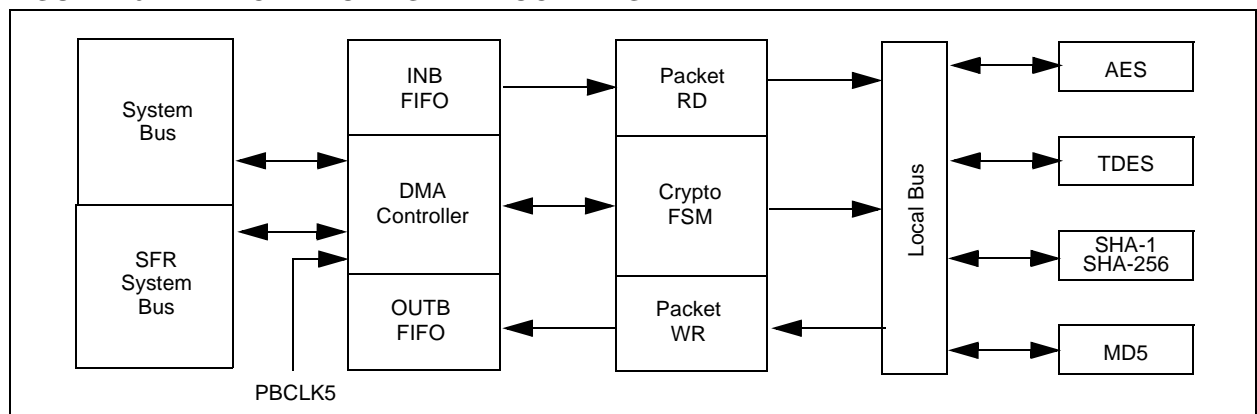 System
Bus
SFR
System
Bus
INB
FIFO
DMA
Controller
OUTB
FIFO
PBCLK5
Packet
RD
Crypto
FSM
Packet
WR
Local Bus
AES
TDES
SHA-1
SHA-256
MD5